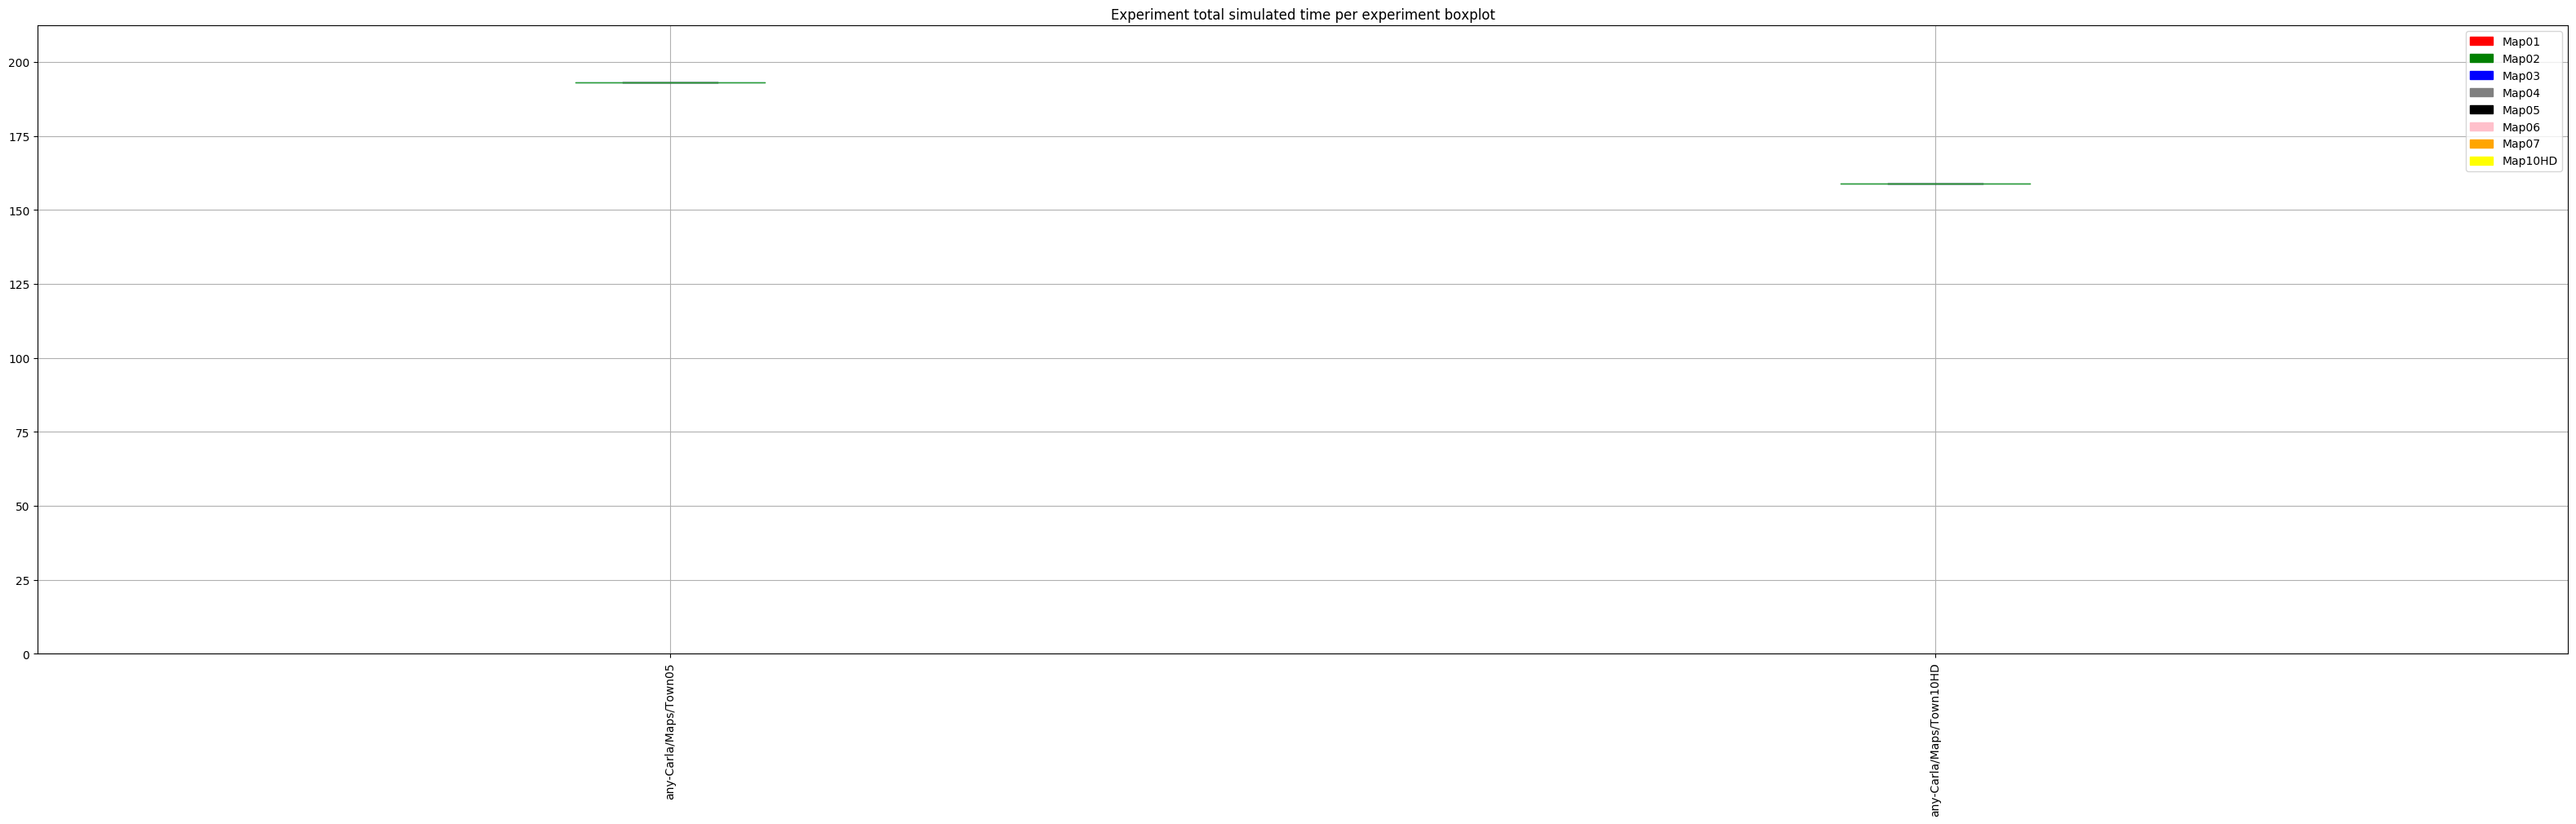 Experiment total simulated time per experiment boxplot
200
175
150
125
100
75
50
25
0
Map01
Map02
Map03
Map04
Map05
Map06
Map07
Map10HD
any-Carla/Maps/Town05
any-Carla/Maps/Town10HD